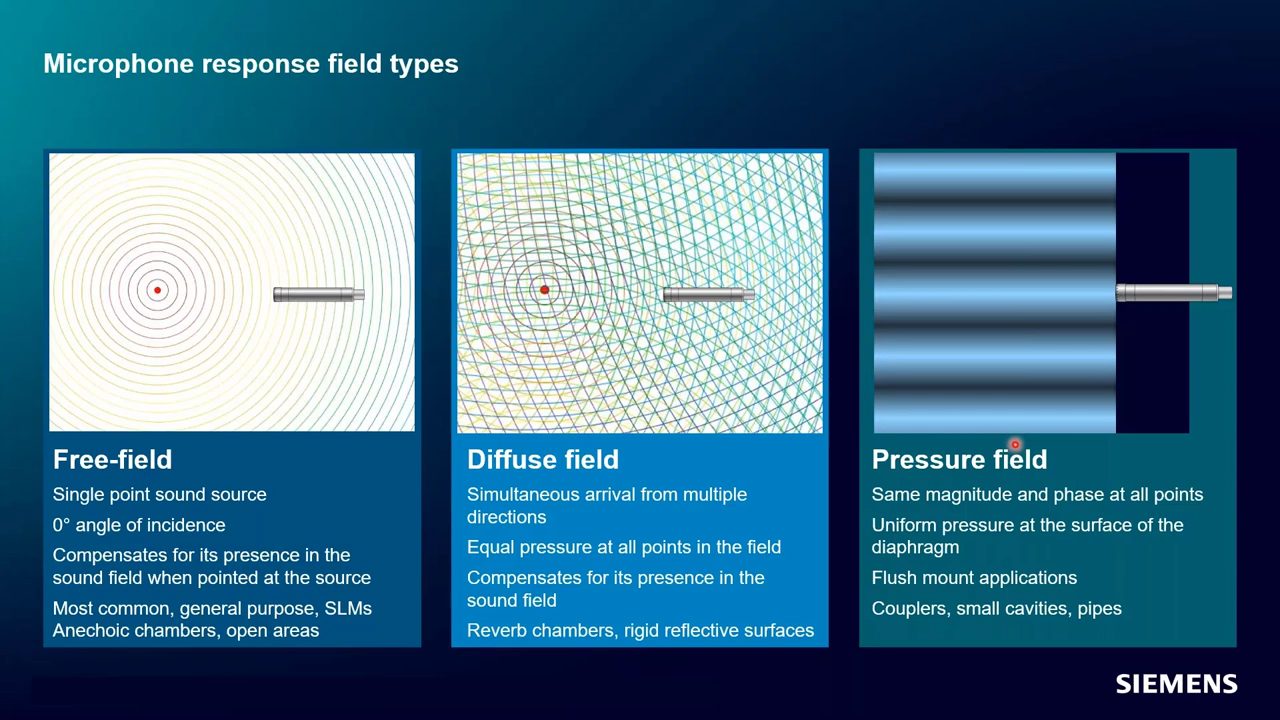 Microphone response field types
Free-field
Single point sound source
0° angle of incidence
Compensates for its presence in the
sound field when pointed at the source
Most common, general purpose, SLMs
Anechoic chambers, open areas
Diffuse field
Simultaneous arrival from multiple
directions
Equal pressure at all points in the field
Compensates for its presence in the
sound field
Reverb chambers, rigid reflective surfaces
Pressure field
Same magnitude and phase at all points
Uniform pressure at the surface of the
diaphragm
Flush mount applications
Couplers, small cavities, pipes
SIEMENS